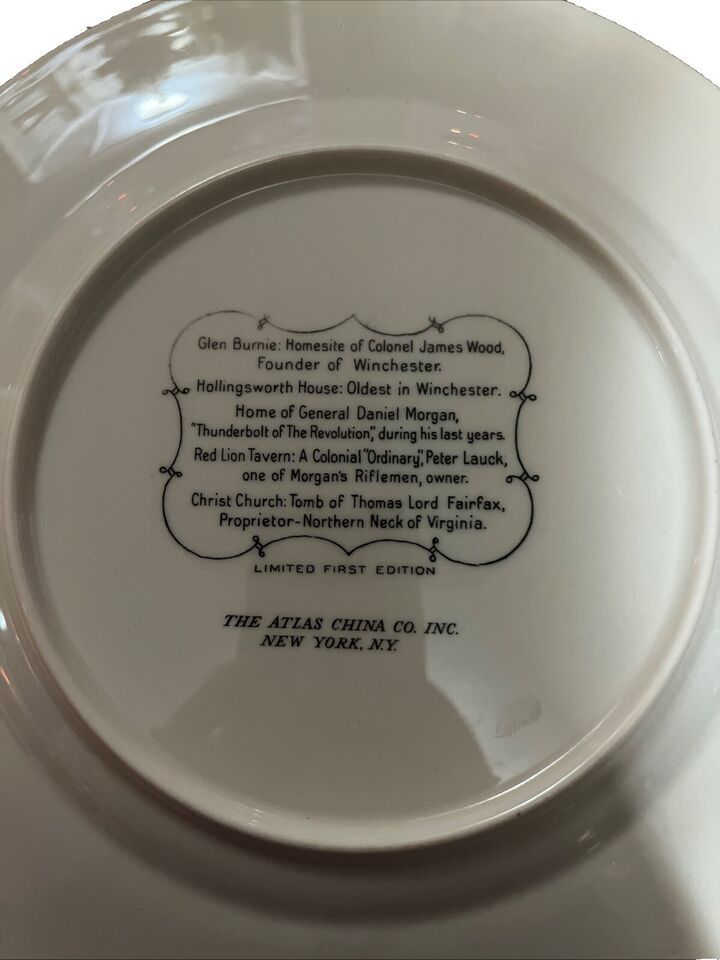 Glen Burnie: Homesite of Colonel James Wood,
Founder of Winchester.
Hollingsworth House: Oldest in Winchester.
Home of General Daniel Morgan,
"Thunderbolt of The Revolution," during his last years.
Red Lion Tavern: A Colonial "Ordinary", Peter Lauck,
one of Morgan's Riflemen, owner.
Christ Church: Tomb of Thomas Lord Fairfax,
Proprietor-Northern Neck of Virginia.
LIMITED FIRST EDITION
THE ATLAS CHINA CO. INC.
NEW YORK, N.Y.